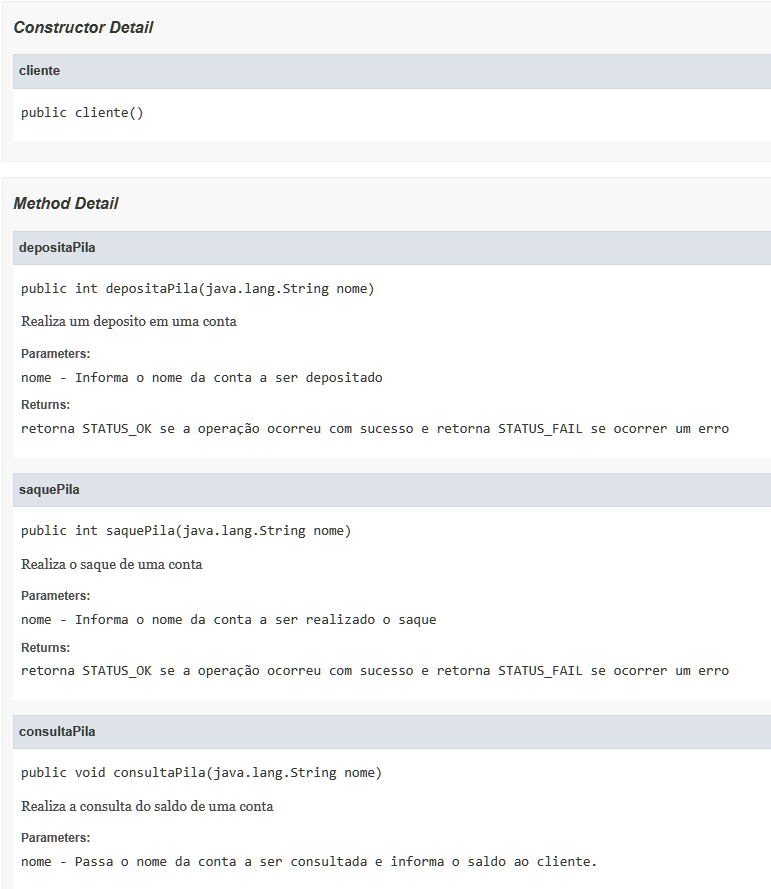 Constructor Detail
cliente
public cliente()
Method Detail
depositaPila
public int depositaPila(java.lang.String nome)
Realiza um deposito em uma conta
Parameters:
nome - Informa o nome da conta a ser depositado
Returns:
retorna STATUS_OK se a operação ocorreu com sucesso e retorna STATUS_FAIL se ocorrer um erro
saquePila
public int saquePila(java.lang.String nome)
Realiza o saque de uma conta
Parameters:
nome - Informa o nome da conta a ser realizado o saque
Returns:
retorna STATUS_OK se a operação ocorreu com sucesso e retorna STATUS_FAIL se ocorrer um erro
consultaPila
public void consultaPila(java.lang.String nome)
Realiza a consulta do saldo de uma conta
Parameters:
nome - Passa o nome da conta a ser consultada e informa o saldo ao cliente.